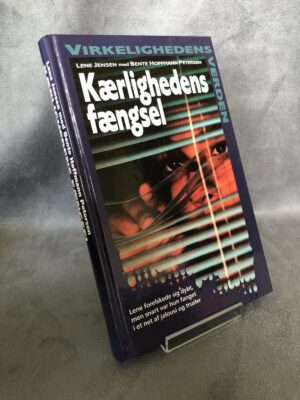 VIRKELIGHEDENS
VERDEN
LENE JENSEN MED BENTE HOFFMANN PETERSEN
Kærlighedens
fængsel
Lene forelskede sig dybt,
men snart var hun fanget
i et net af jalousi og trusler
Lene Jensen med Bente Hoffmann Petersen